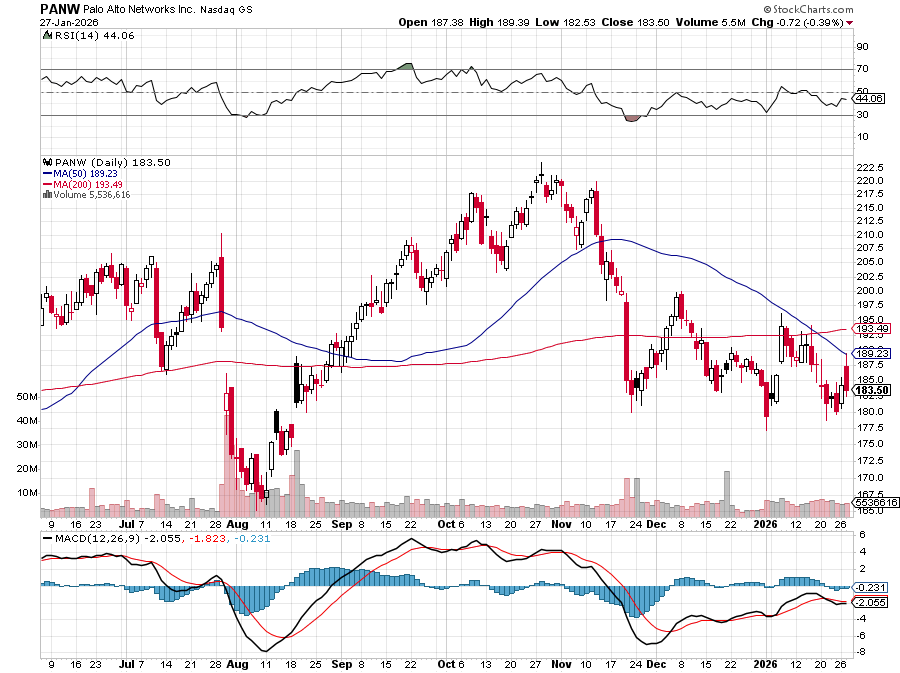 PANW Palo Alto Networks Inc. Nasdaq GS
© StockCharts.com
27-Jan-2026
Open 187.38 High 189.39 Low 182.53 Close 183.50 Volume 5.5M Chg -0.72 (-0.39%)
RSI(14) 44.06
90
70
50
44.06
30
10
PANW (Daily) 183.50
MA(50) 189.23
MA(200) 193.49
Volume 5,536,616
222.5
220.0
217.5
215.0
212.5
210.0
207.5
205.0
202.5
200.0
197.5
195.0
193.49
189.23
187.5
185.0
183.50
180.0
177.5
175.0
172.5
170.0
167.5
5536616
165.0
50M
40M
30M
20M
10M
9 16 23 Jul 7 14 21 28 Aug 11 18 25 Sep 8 15 22 Oct 6 13 20 27 Nov 10 17 24 Dec 8 15 22 2026 12 20 26
MACD(12,26,9) -2.055, -1.823, -0.231
6
4
2
-0.231
-2.055
-4
-6
-8
9 16 23 Jul 7 14 21 28 Aug 11 18 25 Sep 8 15 22 Oct 6 13 20 27 Nov 10 17 24 Dec 8 15 22 2026 12 20 26